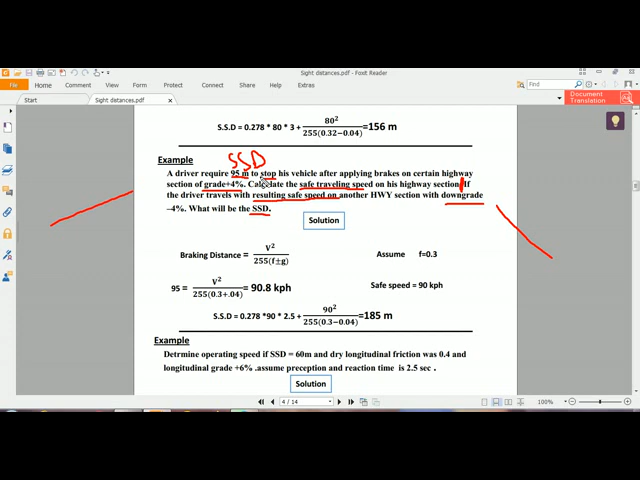 Sight distances.pdf - Foxit Reader
File
Home
Comment
View
Form
Protect
Share
Help
Find
Document Translation
Start
Sight distances.pdf
S.S.D = 0.278 * 80 * 3 + 80² / 255(0.32−0.04) =156 m
Example
SSD
A driver require 95 m to stop his vehicle after applying brakes on certain highway
section of grade+4%. Calculate the safe traveling speed on his highway section If
the driver travels with resulting safe speed on another HWY section with downgrade
–4%. What will be the SSD.
Solution
Braking Distance = V² / 255(f±g)
Assume f=0.3
95 = V² / 255(0.3+.04) = 90.8 kph
Safe speed = 90 kph
S.S.D = 0.278 *90 * 2.5 + 90² / 255(0.3−0.04) =185 m
Example
Detrmine operating speed if SSD = 60m and dry longitudinal friction was 0.4 and
longitudinal grade +6% .assume preception and reaction time is 2.5 sec .
Solution
4 / 14
100%